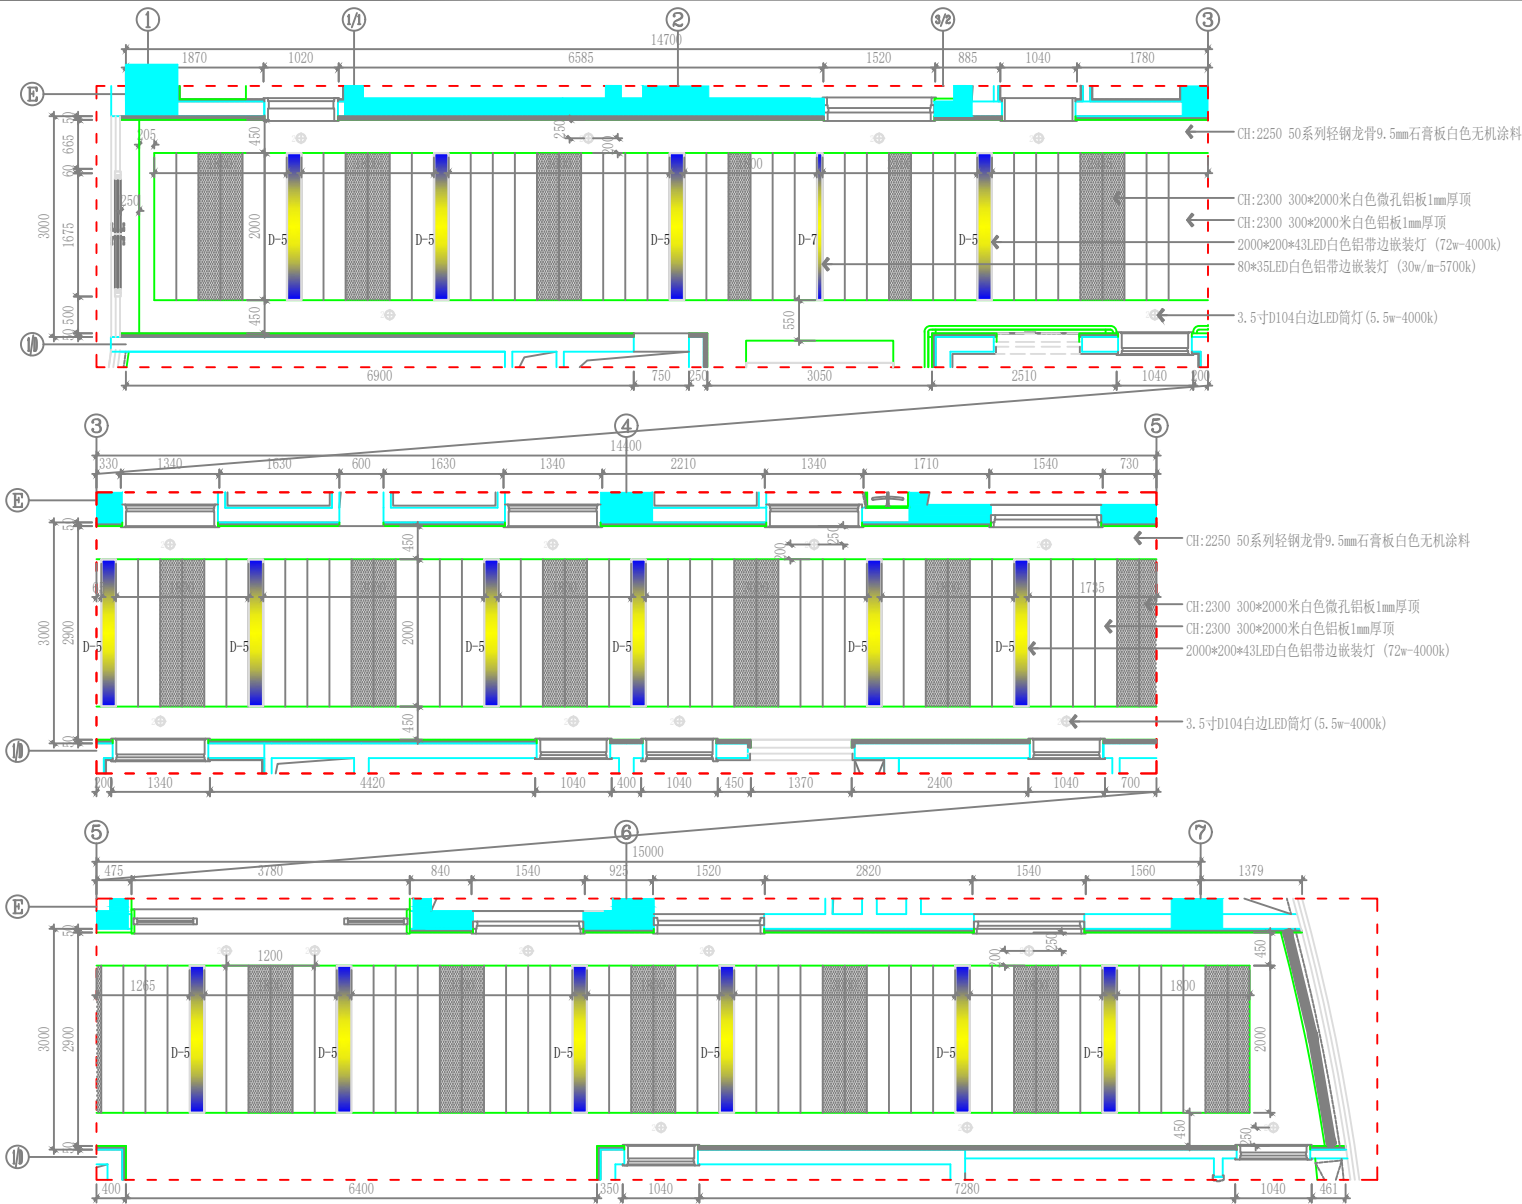 1 1/1 2 3/2 3
14700
1870 1020 6585 1520 885 1040 1780
E
205 450 250 200
665
250
3000 1675 2000
D-5 D-5 D-5 D-7 D-5
500 450 550
CH:2250 50系列轻钢龙骨9.5mm石膏板白色无机涂料
CH:2300 300*2000米白色微孔铝板1mm厚顶
CH:2300 300*2000米白色铝板1mm厚顶
2000*200*43LED白色铝带边嵌装灯 (72w-4000k)
80*35LED白色铝带边嵌装灯 (30w/m-5700k)
3.5寸D104白边LED筒灯(5.5w-4000k)
6900 750 250 3050 2510 1040 200
3 4 5
14400
330 1340 1630 600 1630 1340 2210 1340 1710 1540 730
E
450 200 250
1735
3000 2900 2000
D-5 D-5 D-5 D-5 D-5 D-5
450
CH:2250 50系列轻钢龙骨9.5mm石膏板白色无机涂料
CH:2300 300*2000米白色微孔铝板1mm厚顶
CH:2300 300*2000米白色铝板1mm厚顶
2000*200*43LED白色铝带边嵌装灯 (72w-4000k)
3.5寸D104白边LED筒灯(5.5w-4000k)
200 1340 4420 1040 400 1040 450 1370 2400 1040 700
5 6 7
15000
475 3780 840 1540 925 1520 2820 1540 1560 1379
E
1200 200 250 450
1265 1800
3000 2900 2000
D-5 D-5 D-5 D-5 D-5 D-5
450 250
400 6400 350 1040 7280 1040 461